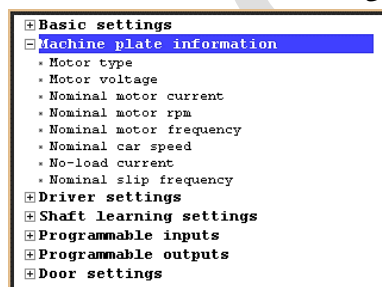 Basic settings
Machine plate information
Motor type
Motor voltage
Nominal motor current
Nominal motor rpm
Nominal motor frequency
Nominal car speed
No-load current
Nominal slip frequency
Driver settings
Shaft learning settings
Programmable inputs
Programmable outputs
Door settings